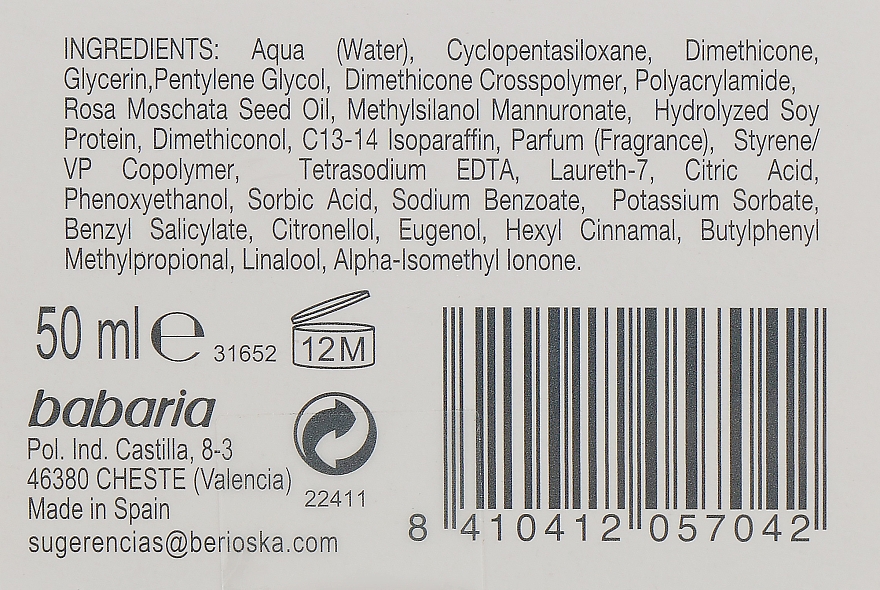 INGREDIENTS: Aqua (Water), Cyclopentasiloxane, Dimethicone,
Glycerin,Pentylene Glycol, Dimethicone Crosspolymer, Polyacrylamide,
Rosa Moschata Seed Oil, Methylsilanol Mannuronate, Hydrolyzed Soy
Protein, Dimethiconol, C13-14 Isoparaffin, Parfum (Fragrance), Styrene/
VP Copolymer, Tetrasodium EDTA, Laureth-7, Citric Acid,
Phenoxyethanol, Sorbic Acid, Sodium Benzoate, Potassium Sorbate,
Benzyl Salicylate, Citronellol, Eugenol, Hexyl Cinnamal, Butylphenyl
Methylpropional, Linalool, Alpha-Isomethyl Ionone.
50 ml e 31652 12M
babaria
Pol. Ind. Castilla, 8-3
46380 CHESTE (Valencia)
Made in Spain
sugerencias@berioska.com
22411
8 410412 057042